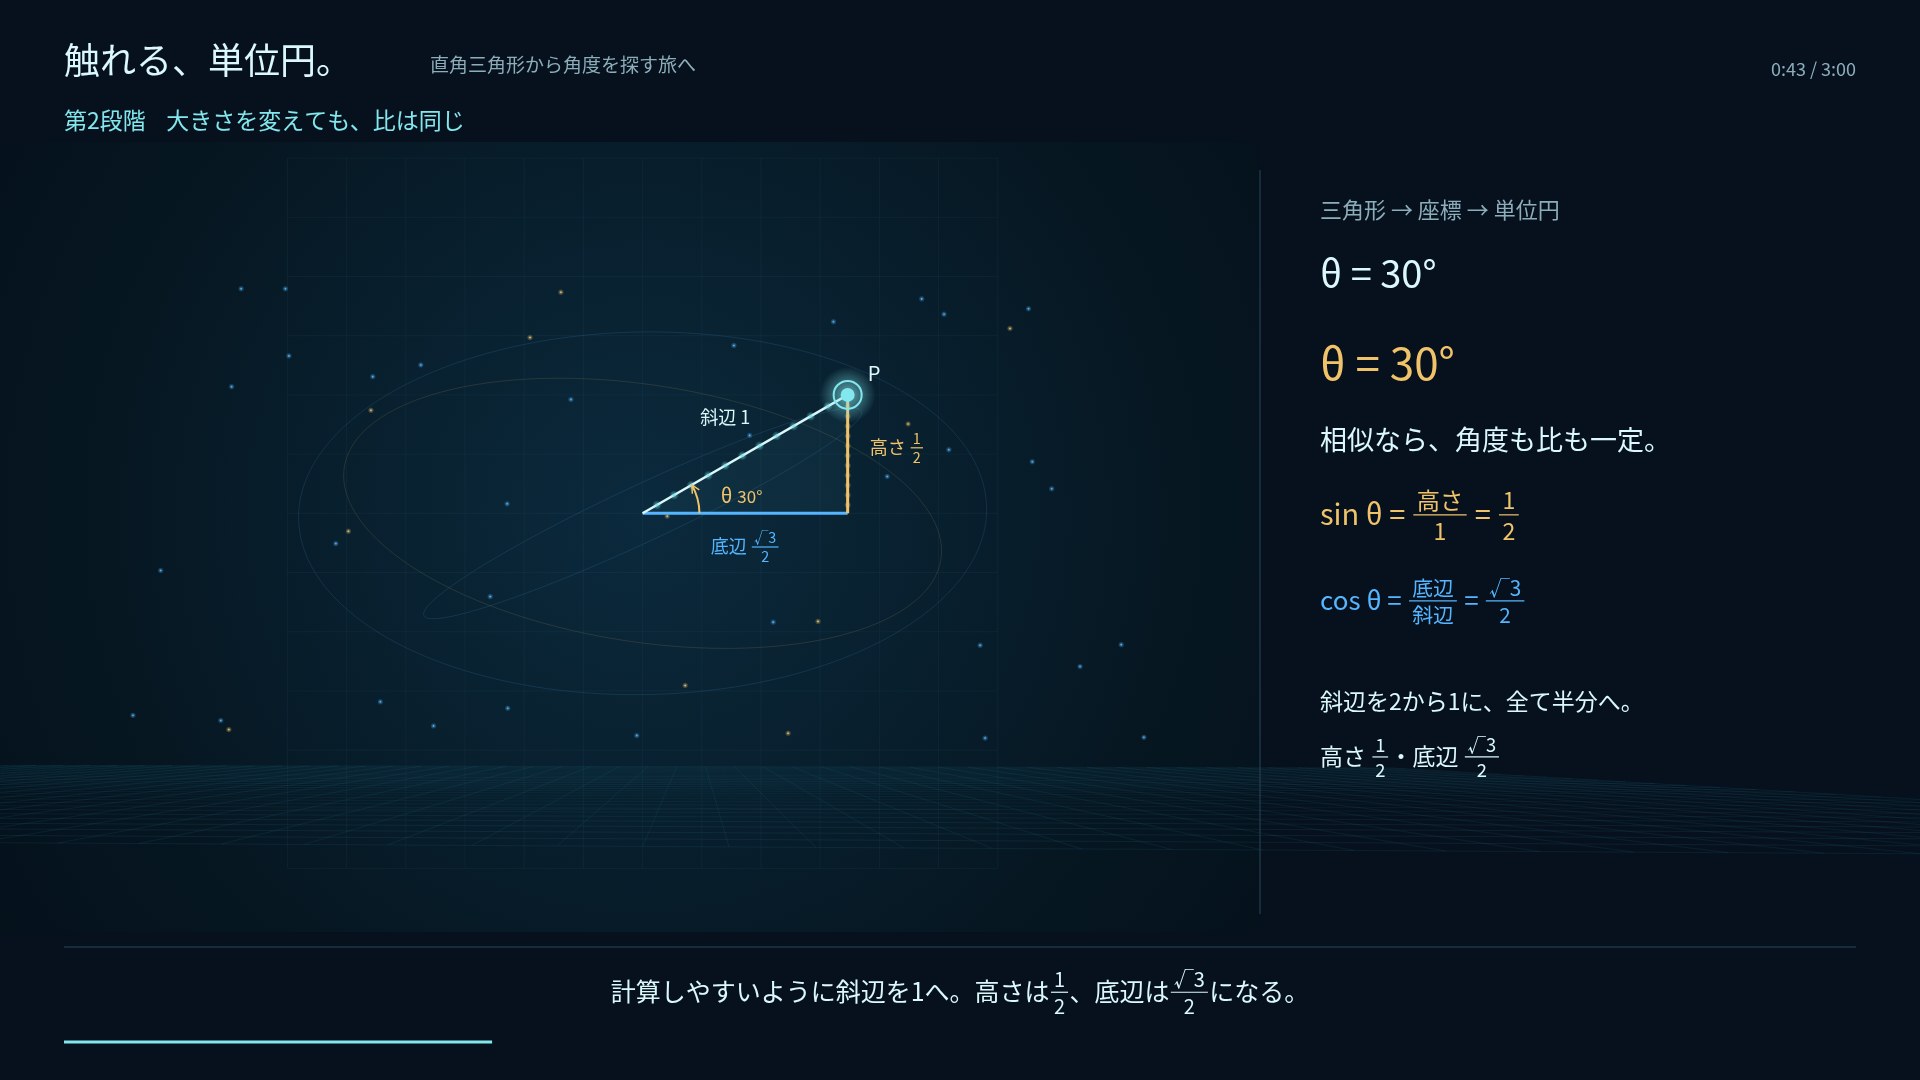 触れる、単位円。
直角三角形から角度を探す旅へ
0:43 / 3:00
第2段階 大きさを変えても、比は同じ
P
斜辺 1
高さ 1/2
θ 30°
底辺 √3/2
三角形 → 座標 → 単位円
θ = 30°
θ = 30°
相似なら、角度も比も一定。
sin θ = 高さ/1 = 1/2
cos θ = 底辺/斜辺 = √3/2
斜辺を2から1に、全て半分へ。
高さ 1/2・底辺 √3/2
計算しやすいように斜辺を1へ。高さは1/2、底辺は√3/2になる。